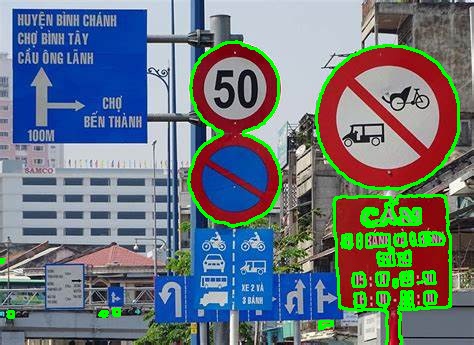 HUYỆN BÌNH CHÁNH
CHỢ BÌNH TÂY
CẦU ÔNG LÃNH
CHỢ
BẾN THÀNH
100M
50
SAMCO
XE 2 VÀ
3 BÁNH
CẤM